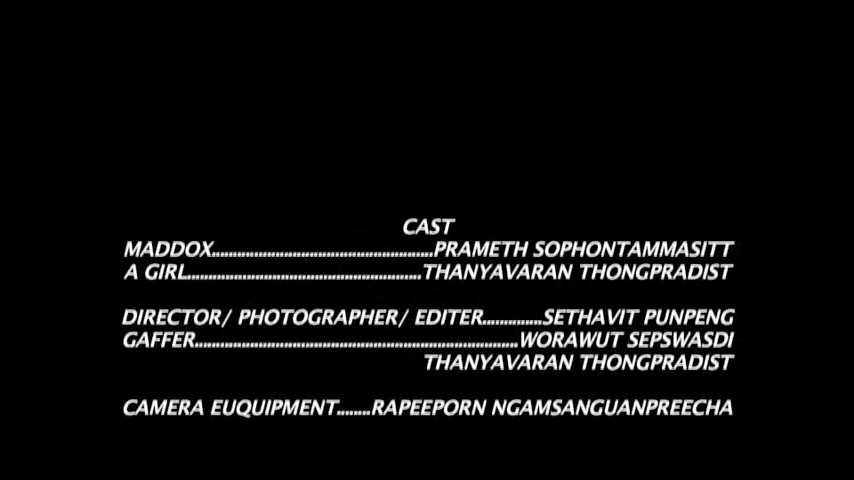 CAST
MADDOX.....................................................PRAMETH SOPHONTAMMASITT
A GIRL........................................................THANYAVARAN THONGPRADIST
DIRECTOR/ PHOTOGRAPHER/ EDITER..............SETHAVIT PUNPENG
GAFFER..............................................................................WORAWUT SEPSWASDI
THANYAVARAN THONGPRADIST
CAMERA EUQUIPMENT........RAPEEPORN NGAMSANGUANPREECHA